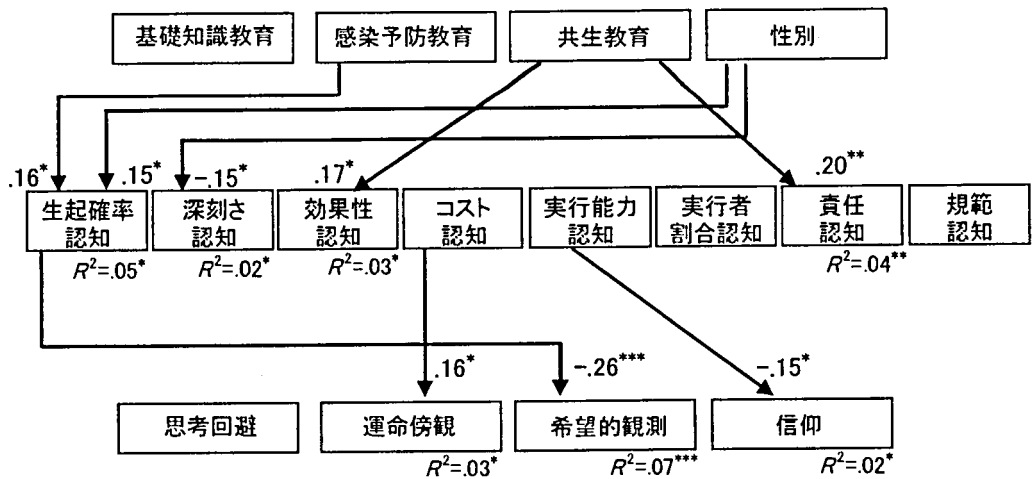 基礎知識教育 感染予防教育 共生教育 性別
.16* .15* -.15* .17* .20**
生起確率認知 深刻さ認知 効果性認知 コスト認知 実行能力認知 実行者割合認知 責任認知 規範認知
R²=.05* R²=.02* R²=.03* R²=.04**
.16* -.26*** -.15*
思考回避 運命傍観 希望的観測 信仰
R²=.03* R²=.07*** R²=.02*